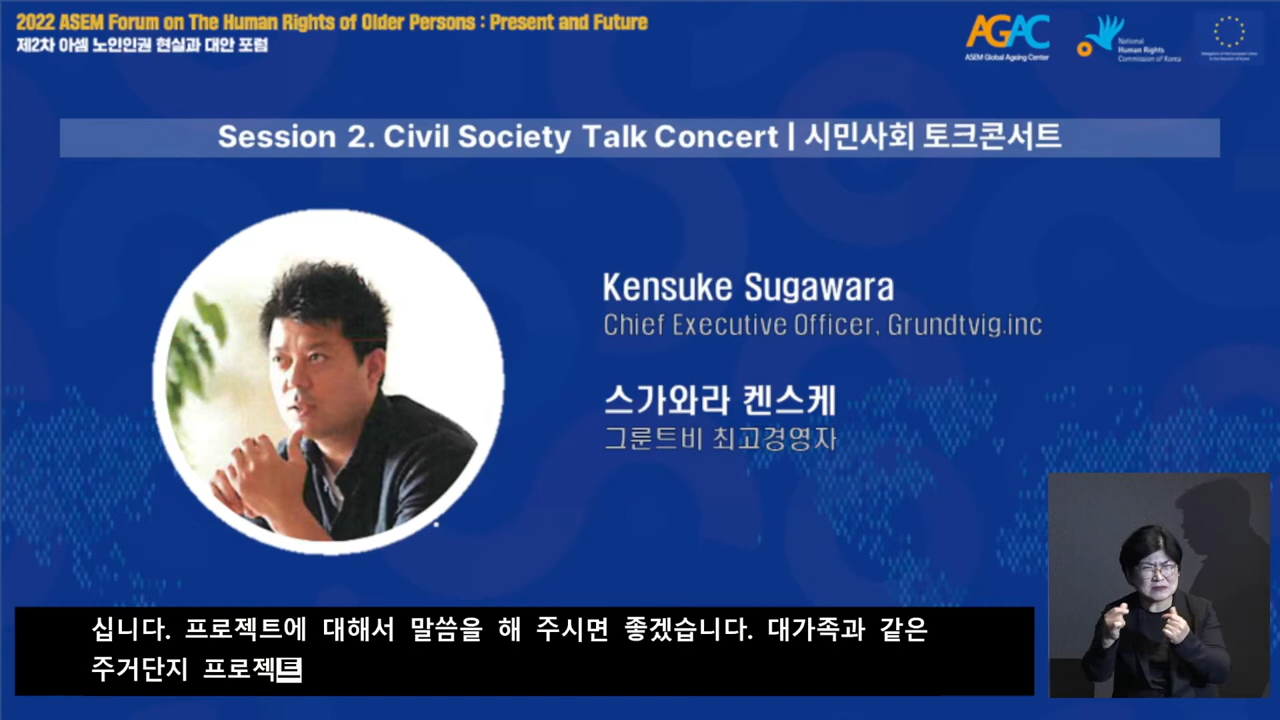 2022 ASEM Forum on The Human Rights of Older Persons : Present and Future
제2차 아셈 노인인권 현실과 대안 포럼
AGAC
ASEM Global Ageing Center
National
Human Rights
Commission of Korea
Session 2. Civil Society Talk Concert | 시민사회 토크콘서트
Kensuke Sugawara
Chief Executive Officer, Grundtvig.inc
스가와라 켄스케
그룬트비 최고경영자
십니다. 프로젝트에 대해서 말씀을 해 주시면 좋겠습니다. 대가족과 같은
주거단지 프로젝트